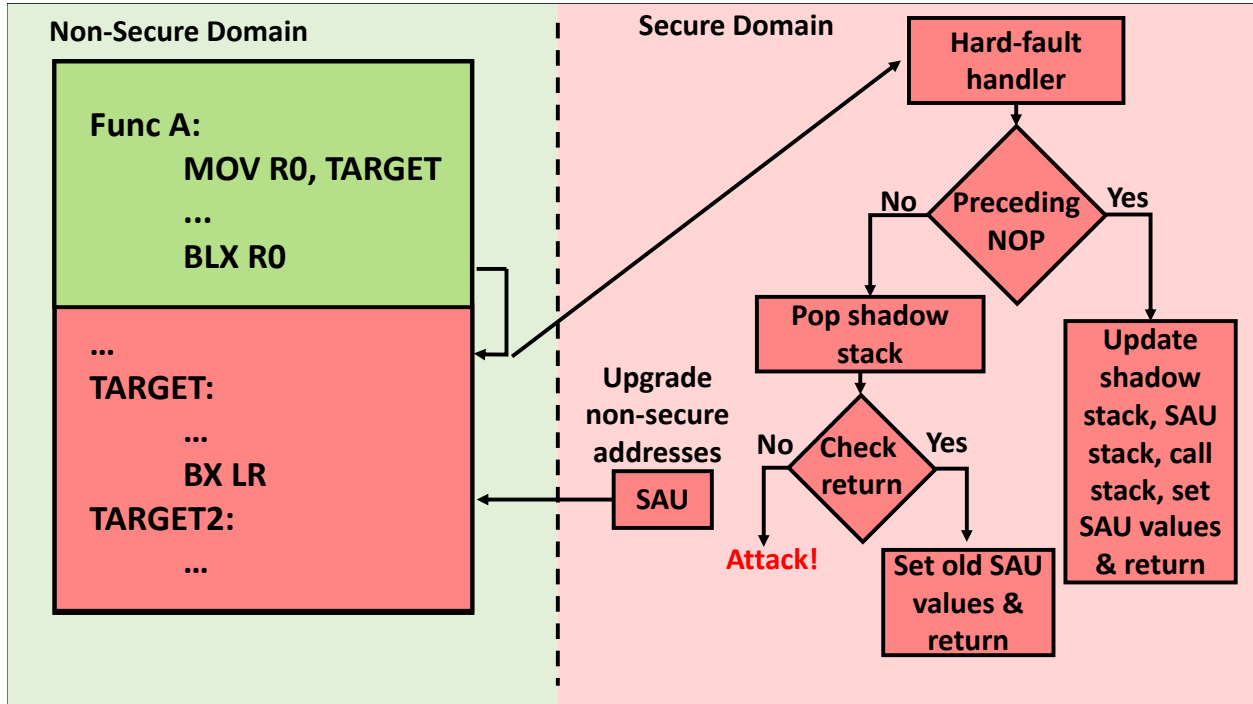 Non-Secure Domain
Func A:
MOV R0, TARGET
...
BLX R0
...
TARGET:
...
BX LR
TARGET2:
...
Secure Domain
Hard-fault
handler
Preceding
NOP
No
Yes
Pop shadow
stack
Update
shadow
stack, SAU
stack, call
stack, set
SAU values
& return
Upgrade
non-secure
addresses
SAU
Check
return
No
Yes
Attack!
Set old SAU
values &
return